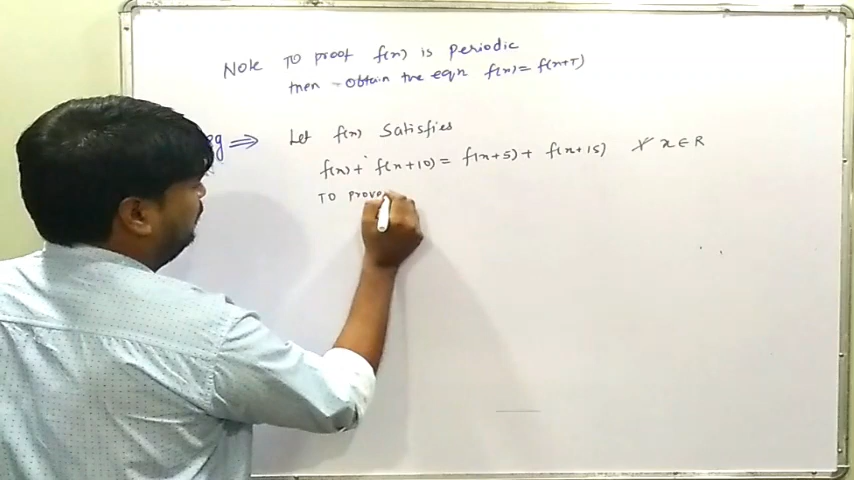 Note TO proof f(x) is periodic
then obtain the eqn f(x) = f(x+T)
eg ⇒ Let f(x) Satisfies
f(x) + f(x+10) = f(x+5) + f(x+15) ∀ x ∈ R
TO prove